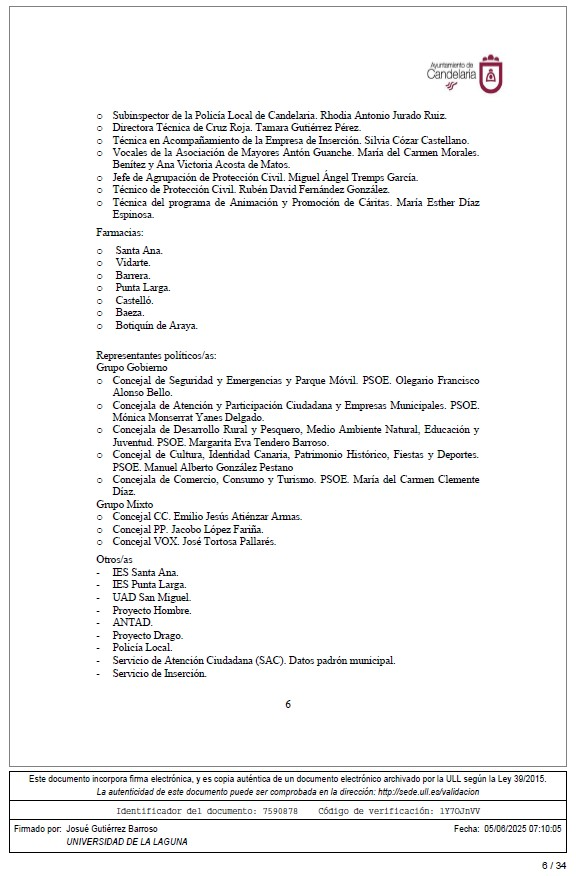 Ayuntamiento de
Candelaria
o Subinspector de la Policía Local de Candelaria. Rhodia Antonio Jurado Ruiz.
o Directora Técnica de Cruz Roja. Tamara Gutiérrez Pérez.
o Técnica en Acompañamiento de la Empresa de Inserción. Silvia Cózar Castellano.
o Vocales de la Asociación de Mayores Antón Guanche. María del Carmen Morales.
Benítez y Ana Victoria Acosta de Matos.
o Jefe de Agrupación de Protección Civil. Miguel Ángel Tremps García.
o Técnico de Protección Civil. Rubén David Fernández González.
o Técnica del programa de Animación y Promoción de Cáritas. María Esther Díaz
Espinosa.
Farmacias:
o Santa Ana.
o Vidarte.
o Barrera.
o Punta Larga.
o Castelló.
o Baeza.
o Botiquín de Araya.
Representantes políticos/as:
Grupo Gobierno
o Concejal de Seguridad y Emergencias y Parque Móvil. PSOE. Olegario Francisco
Alonso Bello.
o Concejala de Atención y Participación Ciudadana y Empresas Municipales. PSOE.
Mónica Monserrat Yanes Delgado.
o Concejala de Desarrollo Rural y Pesquero, Medio Ambiente Natural, Educación y
Juventud. PSOE. Margarita Eva Tendero Barroso.
o Concejal de Cultura, Identidad Canaria, Patrimonio Histórico, Fiestas y Deportes.
PSOE. Manuel Alberto González Pestano
o Concejala de Comercio, Consumo y Turismo. PSOE. María del Carmen Clemente
Díaz.
Grupo Mixto
o Concejal CC. Emilio Jesús Atiénzar Armas.
o Concejal PP. Jacobo López Fariña.
o Concejal VOX. José Tortosa Pallarés.
Otros/as
- IES Santa Ana.
- IES Punta Larga.
- UAD San Miguel.
- Proyecto Hombre.
- ANTAD.
- Proyecto Drago.
- Policía Local.
- Servicio de Atención Ciudadana (SAC). Datos padrón municipal.
- Servicio de Inserción.
6
Este documento incorpora firma electrónica, y es copia auténtica de un documento electrónico archivado por la ULL según la Ley 39/2015.
La autenticidad de este documento puede ser comprobada en la dirección: http://sede.ull.es/validacion
Identificador del documento: 7590878 Código de verificación: 1Y7OJnVV
Firmado por: Josué Gutiérrez Barroso Fecha: 05/06/2025 07:10:05
UNIVERSIDAD DE LA LAGUNA
6 / 34